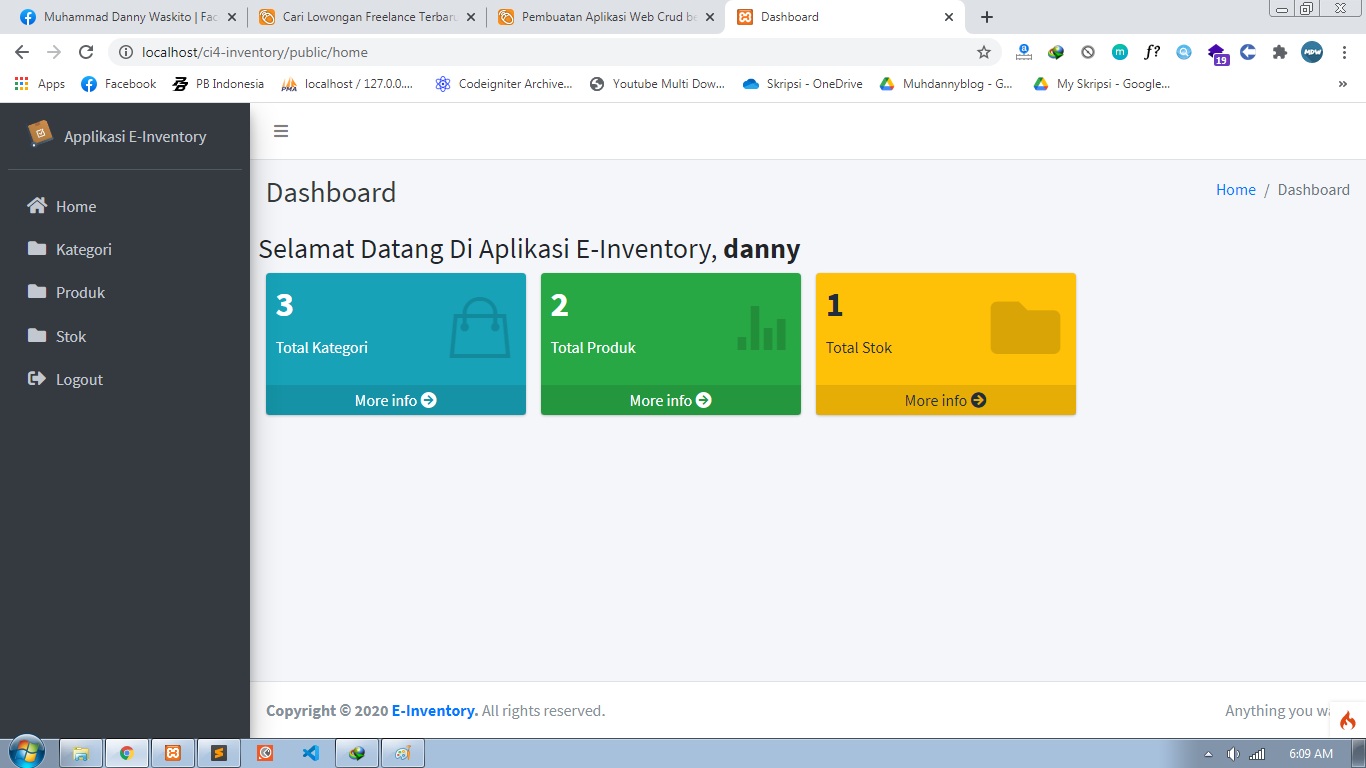 Muhammad Danny Waskito | Fac
Cari Lowongan Freelance Terbaru
Pembuatan Aplikasi Web Crud be
Dashboard
localhost/ci4-inventory/public/home
f?
19
MDW
Apps
Facebook
PB Indonesia
PMA
localhost / 127.0.0....
Codeigniter Archive...
Youtube Multi Dow...
Skripsi - OneDrive
Muhdannyblog - G...
My Skripsi - Google...
»
Applikasi E-Inventory
Home
Kategori
Produk
Stok
Logout
Dashboard
Home / Dashboard
Selamat Datang Di Aplikasi E-Inventory, danny
3
Total Kategori
More info
2
Total Produk
More info
1
Total Stok
More info
Copyright © 2020 E-Inventory. All rights reserved.
Anything you wa
6:09 AM